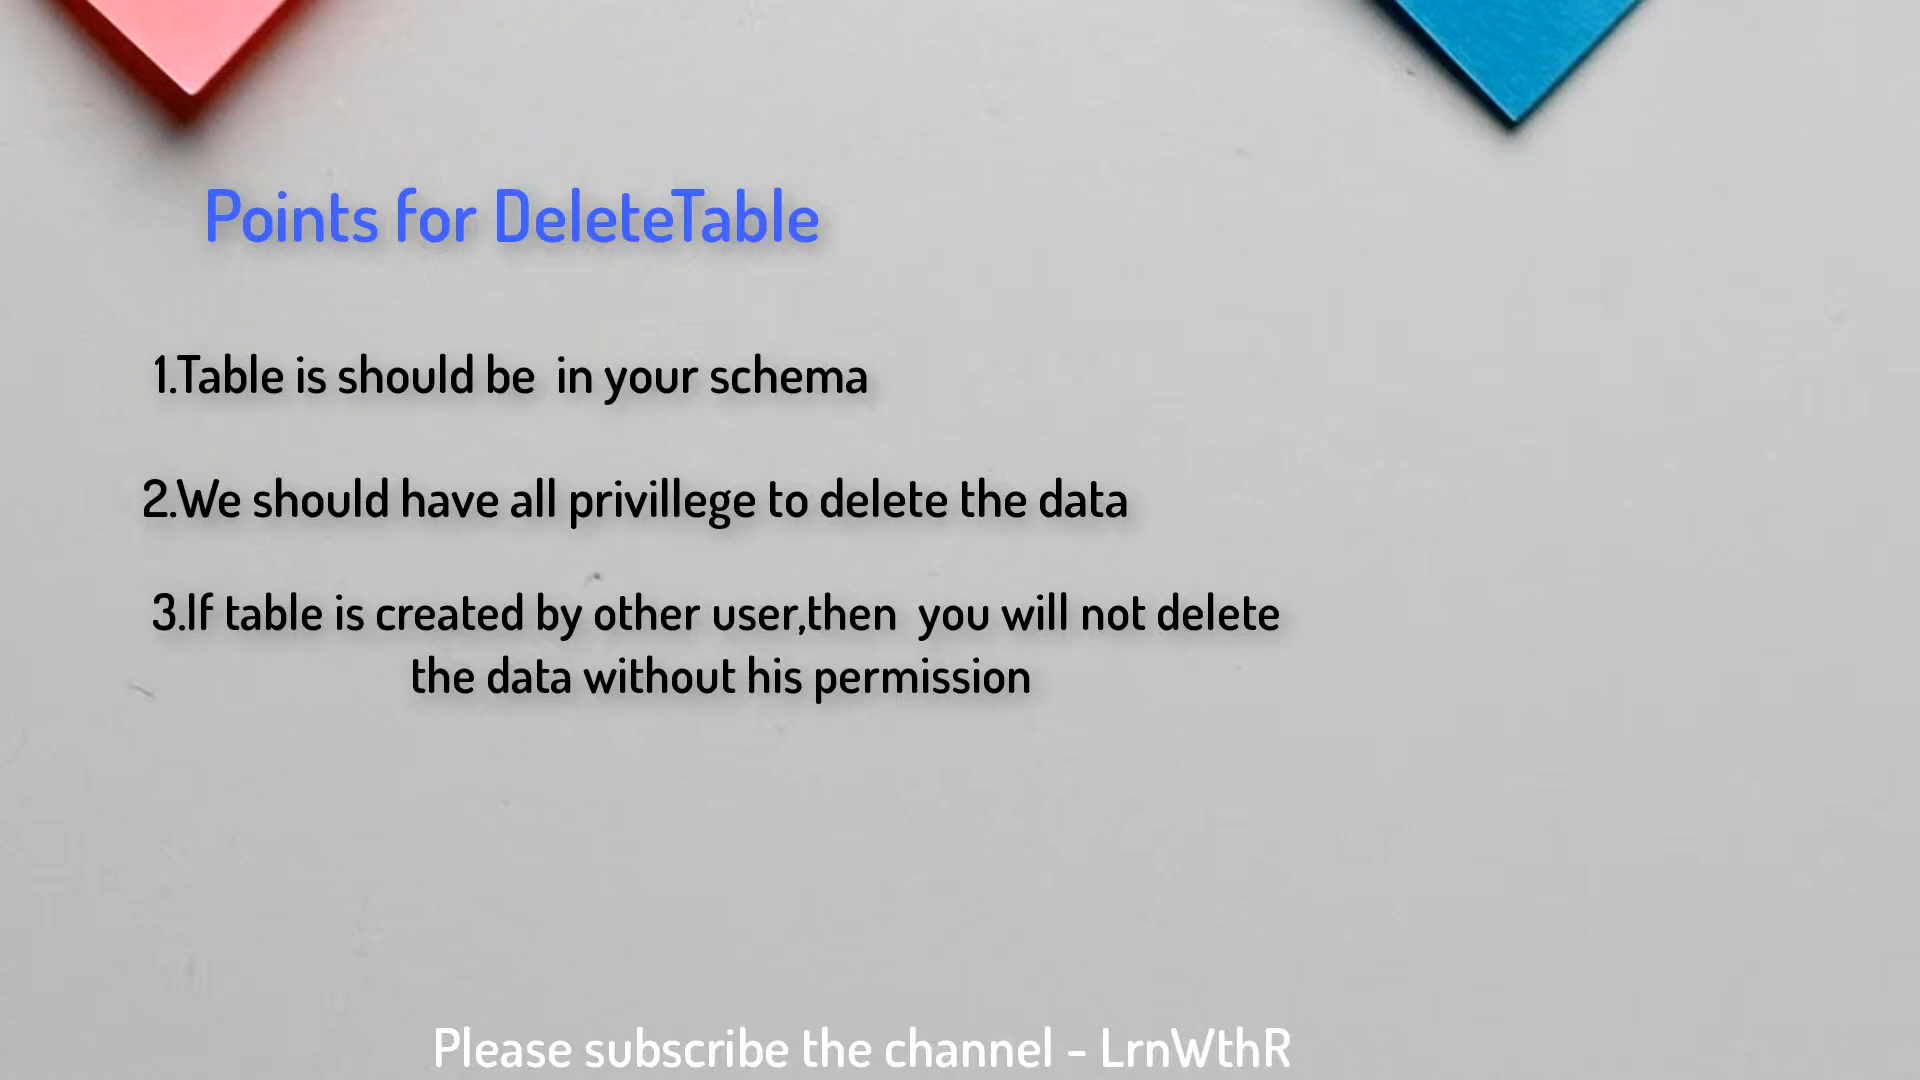 Points for DeleteTable
1.Table is should be  in your schema
2.We should have all privillege to delete the data
3.If table is created by other user,then  you will not delete
the data without his permission
Please subscribe the channel - LrnWthR